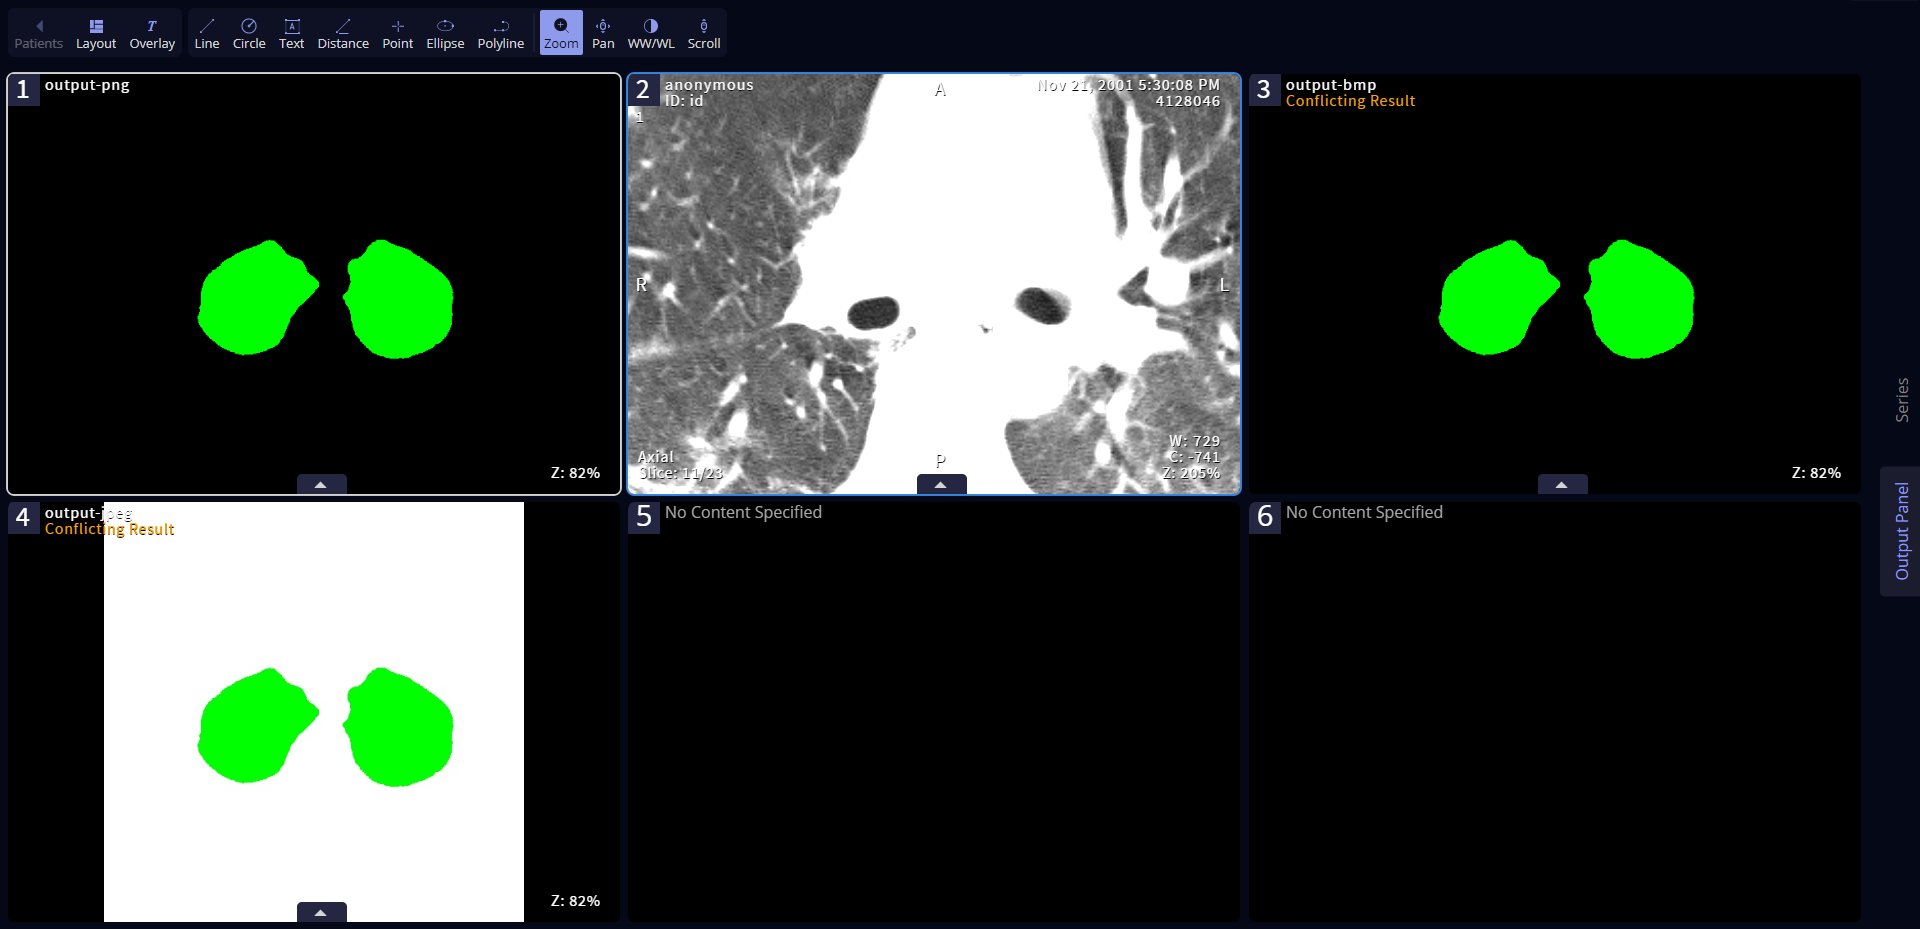 Patients Layout Overlay Line Circle Text Distance Point Ellipse Polyline Zoom Pan WW/WL Scroll
1 output-png
Z: 82%
2 anonymous
ID: id
1
A
Nov 21, 2001 5:30:08 PM
4128046
R
L
Axial
Slice: 11/23
P
W: 729
C: -741
Z: 205%
3 output-bmp
Conflicting Result
Z: 82%
4 output-jpeg
Conflicting Result
Z: 82%
5 No Content Specified
6 No Content Specified
Series
Output Panel